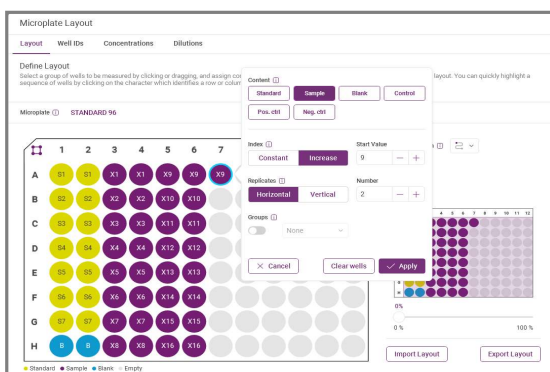 Microplate Layout
Layout Well IDs Concentrations Dilutions
Define Layout
Select a group of wells to be measured by clicking or dragging, and assign con
layout. You can quickly highlight a
sequence of wells by clicking on the character which identifies a row or colum
Microplate STANDARD 96
Content
Standard Sample Blank Control
Pos. ctrl Neg. ctrl
Index Start Value
Constant Increase 9 — +
Replicates Number
Horizontal Vertical 2 — +
Groups
None
Cancel Clear wells Apply
1 2 3 4 5 6 7
A S1 S1 X1 X1 X9 X9 X9
B S2 S2 X2 X2 X10 X10
C S3 S3 X3 X3 X11 X11
D S4 S4 X4 X4 X12 X12
E S5 S5 X5 X5 X13 X13
F S6 S6 X6 X6 X14 X14
G S7 S7 X7 X7 X15 X15
H B B X8 X8 X16 X16
Standard Sample Blank Empty
4 5 6 7 8 9 10 11 12
H
0%
0 % 100 %
Import Layout Export Layout